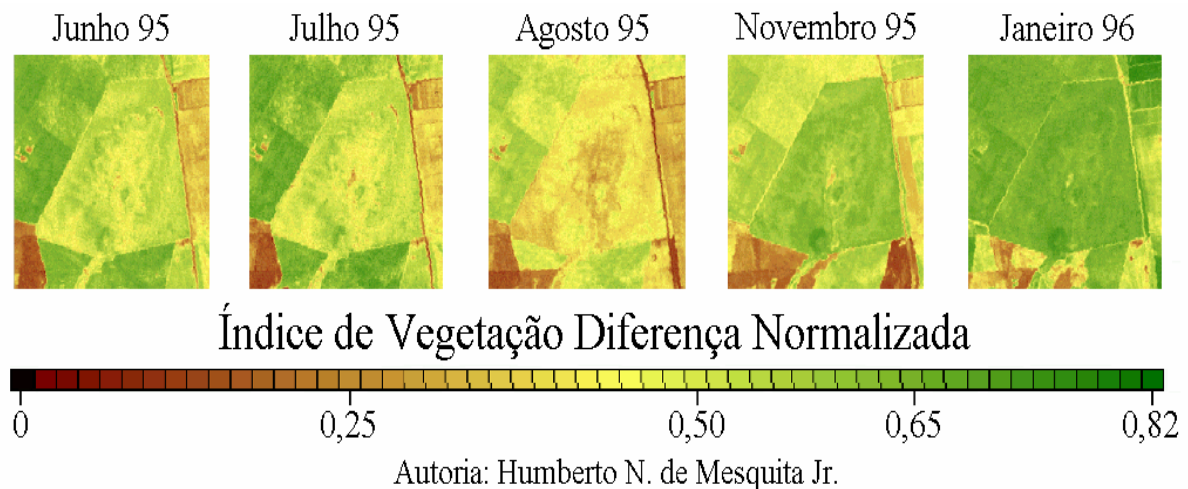 Junho 95 Julho 95 Agosto 95 Novembro 95 Janeiro 96
Índice de Vegetação Diferença Normalizada
0 0,25 0,50 0,65 0,82
Autoria: Humberto N. de Mesquita Jr.